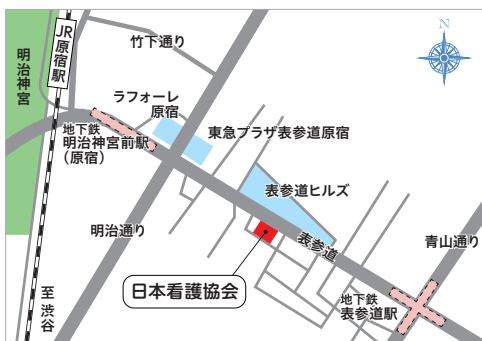 N
竹下通り
JR原宿駅
明治神宮
ラフォーレ
原宿
東急プラザ表参道原宿
地下鉄
明治神宮前駅
(原宿)
表参道ヒルズ
明治通り
表参道
青山通り
日本看護協会
地下鉄
表参道駅
至渋谷